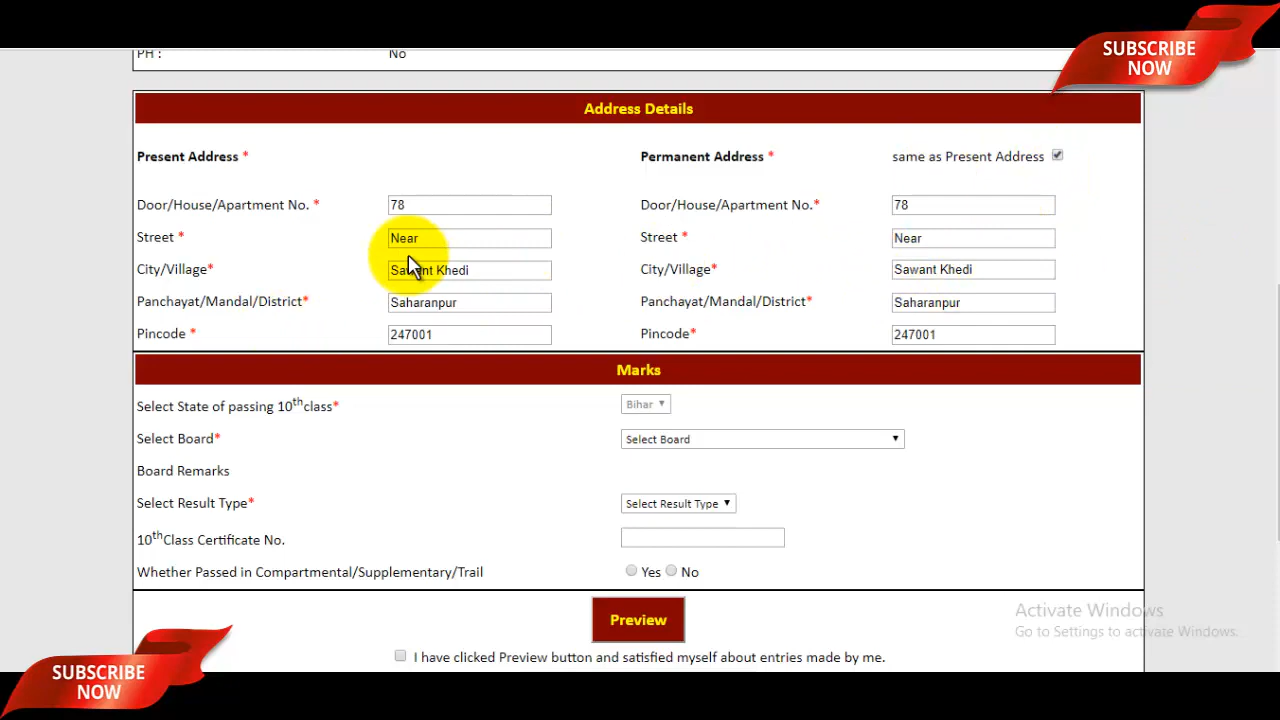 SUBSCRIBE
NOW
PH : No
Address Details
Present Address * Permanent Address * same as Present Address
Door/House/Apartment No. * 78 Door/House/Apartment No.* 78
Street * Near Street * Near
City/Village* Sawant Khedi City/Village* Sawant Khedi
Panchayat/Mandal/District* Saharanpur Panchayat/Mandal/District* Saharanpur
Pincode * 247001 Pincode* 247001
Marks
Select State of passing 10thclass* Bihar
Select Board* Select Board
Board Remarks
Select Result Type* Select Result Type
10thClass Certificate No.
Whether Passed in Compartmental/Supplementary/Trail Yes No
Preview
Activate Windows
Go to Settings to activate Windows.
I have clicked Preview button and satisfied myself about entries made by me.
SUBSCRIBE
NOW